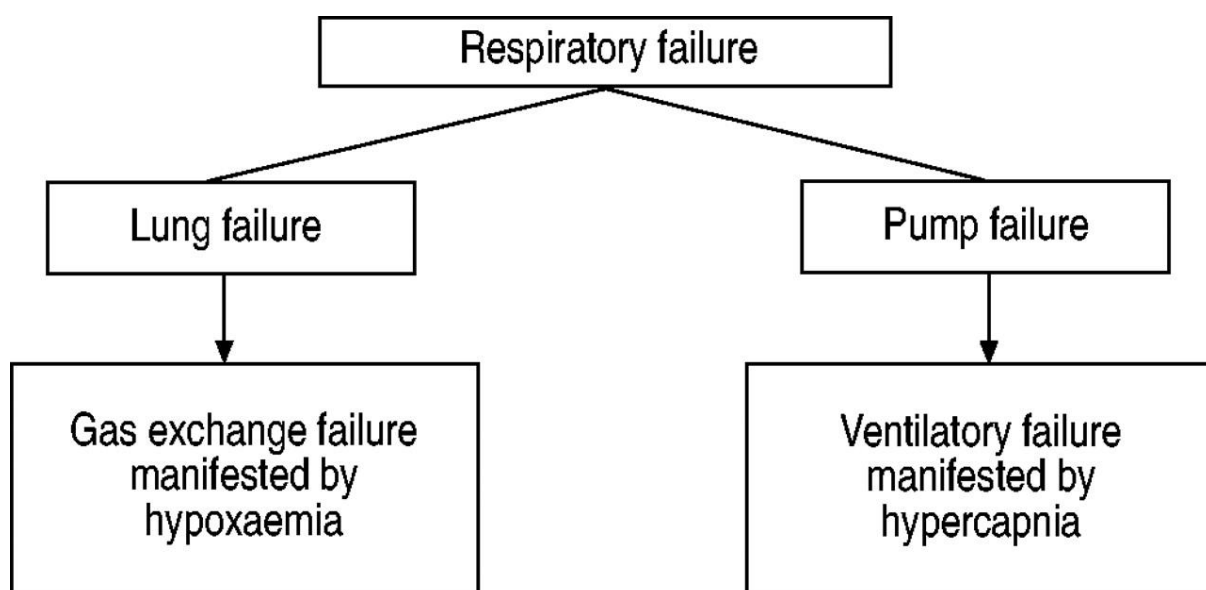 Respiratory failure
Lung failure
Pump failure
Gas exchange failure
manifested by
hypoxaemia
Ventilatory failure
manifested by
hypercapnia